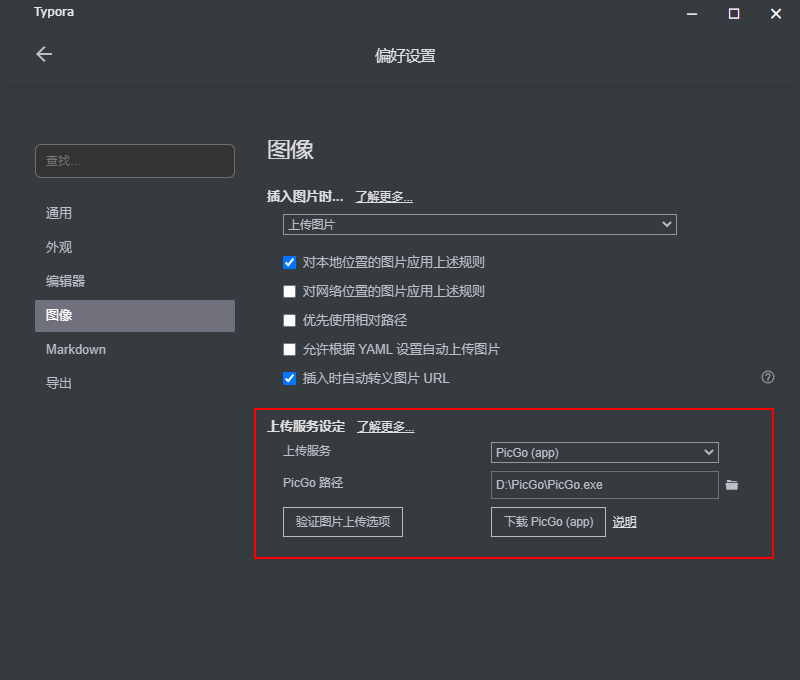 Typora
偏好设置
查找...
通用
外观
编辑器
图像
Markdown
导出
图像
插入图片时... 了解更多...
上传图片
对本地位置的图片应用上述规则
对网络位置的图片应用上述规则
优先使用相对路径
允许根据 YAML 设置自动上传图片
插入时自动转义图片 URL
上传服务设定 了解更多...
上传服务 PicGo (app)
PicGo 路径 D:\PicGo\PicGo.exe
验证图片上传选项 下载 PicGo (app) 说明